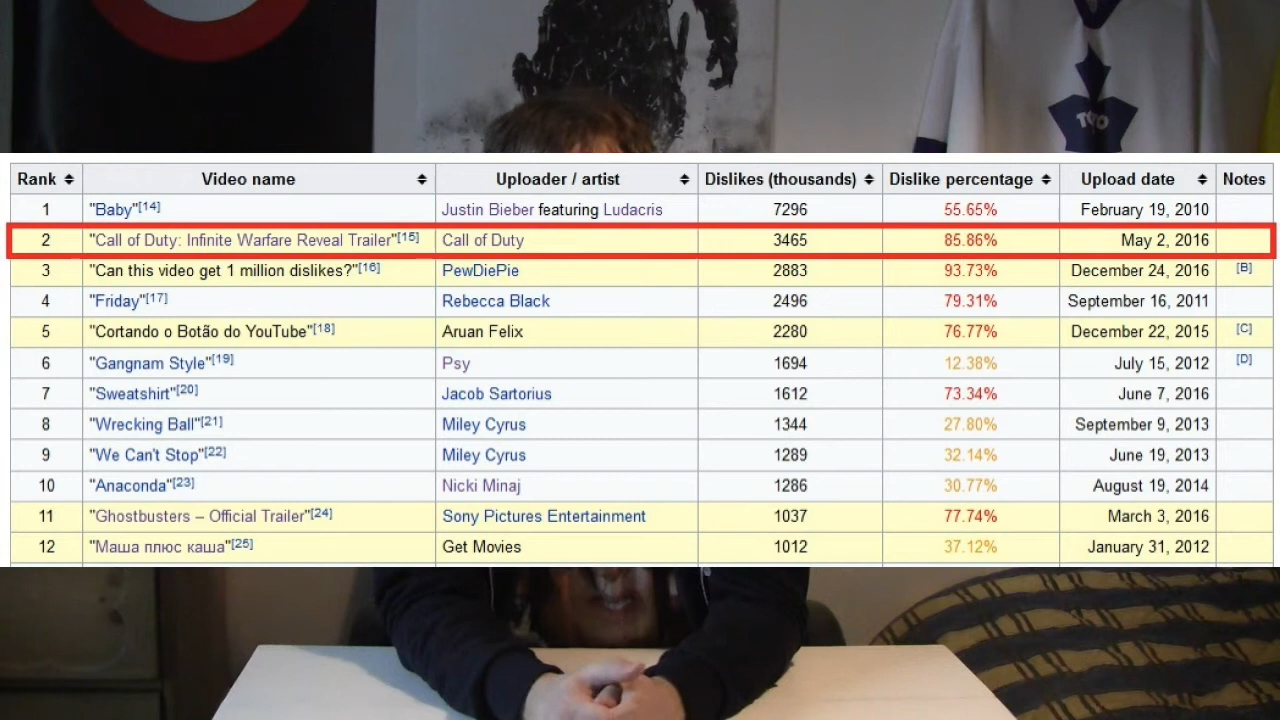 TOTO
Rank Video name Uploader / artist Dislikes (thousands) Dislike percentage Upload date Notes
1 "Baby"[14] Justin Bieber featuring Ludacris 7296 55.65% February 19, 2010
2 "Call of Duty: Infinite Warfare Reveal Trailer"[15] Call of Duty 3465 85.86% May 2, 2016
3 "Can this video get 1 million dislikes?"[16] PewDiePie 2883 93.73% December 24, 2016 [B]
4 "Friday"[17] Rebecca Black 2496 79.31% September 16, 2011
5 "Cortando o Botão do YouTube"[18] Aruan Felix 2280 76.77% December 22, 2015 [C]
6 "Gangnam Style"[19] Psy 1694 12.38% July 15, 2012 [D]
7 "Sweatshirt"[20] Jacob Sartorius 1612 73.34% June 7, 2016
8 "Wrecking Ball"[21] Miley Cyrus 1344 27.80% September 9, 2013
9 "We Can't Stop"[22] Miley Cyrus 1289 32.14% June 19, 2013
10 "Anaconda"[23] Nicki Minaj 1286 30.77% August 19, 2014
11 "Ghostbusters – Official Trailer"[24] Sony Pictures Entertainment 1037 77.74% March 3, 2016
12 "Маша плюс каша"[25] Get Movies 1012 37.12% January 31, 2012